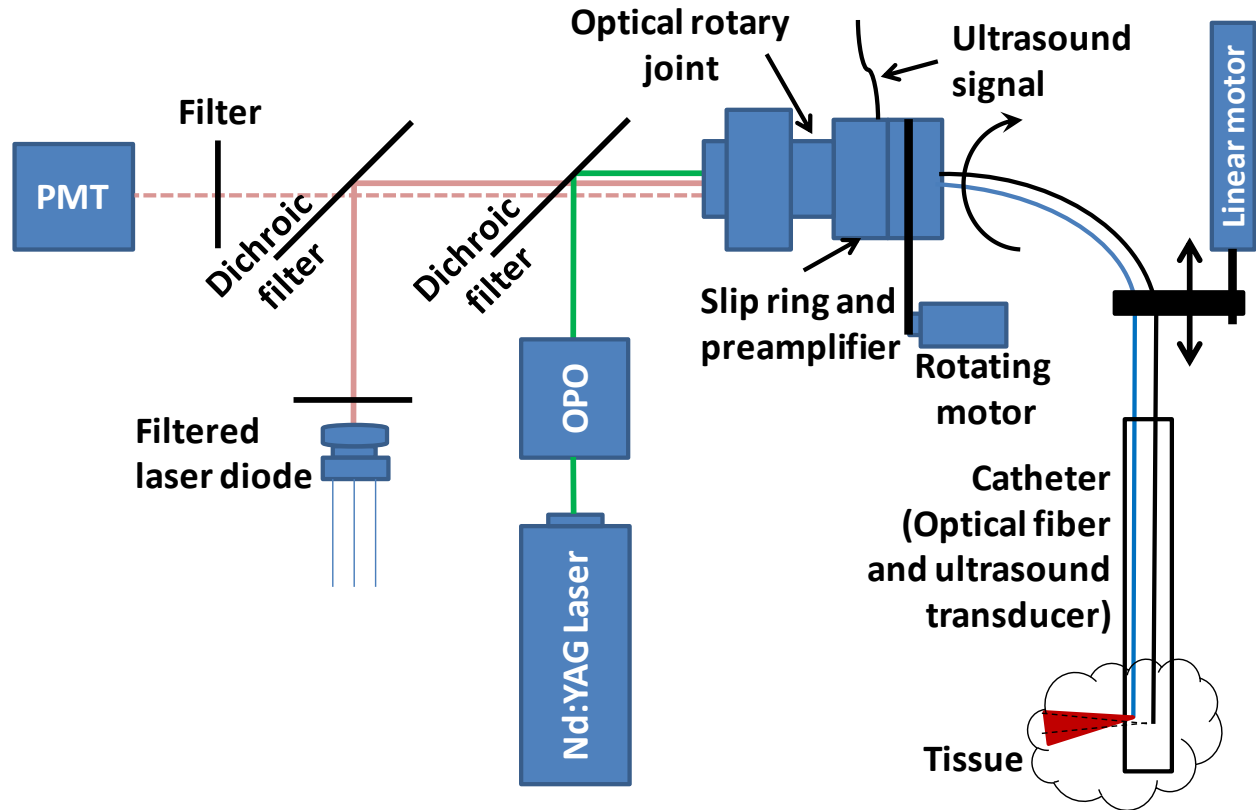 Optical rotary
joint
Ultrasound
signal
Linear motor
Filter
PMT
Dichroic
filter
Dichroic
filter
Slip ring and
preamplifier
Rotating
motor
OPO
Filtered
laser diode
Nd:YAG Laser
Catheter
(Optical fiber
and ultrasound
transducer)
Tissue